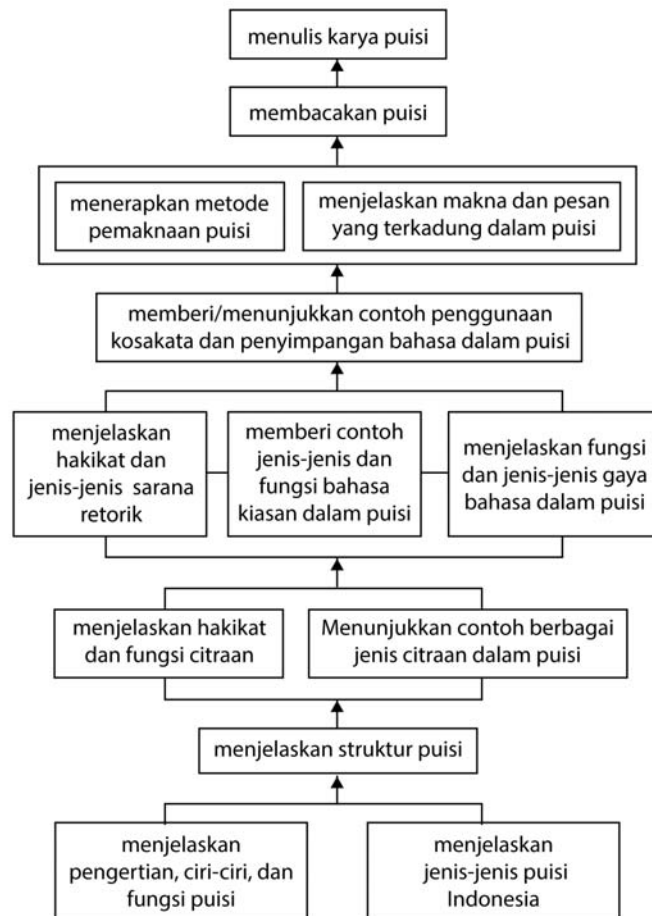 menulis karya puisi
membacakan puisi
menerapkan metode
pemaknaan puisi
menjelaskan makna dan pesan
yang terkadung dalam puisi
memberi/menunjukkan contoh penggunaan
kosakata dan penyimpangan bahasa dalam puisi
menjelaskan
hakikat dan
jenis-jenis sarana
retorik
memberi contoh
jenis-jenis dan
fungsi bahasa
kiasan dalam puisi
menjelaskan fungsi
dan jenis-jenis gaya
bahasa dalam puisi
menjelaskan hakikat
dan fungsi citraan
Menunjukkan contoh berbagai
jenis citraan dalam puisi
menjelaskan struktur puisi
menjelaskan
pengertian, ciri-ciri, dan
fungsi puisi
menjelaskan
jenis-jenis puisi
Indonesia